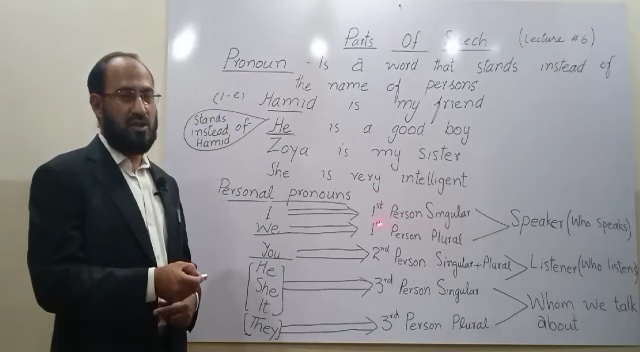 Parts Of Speech (Lecture #6)
Pronoun - Is a word that stands instead of
the name of persons
(i-e) Hamid is my friend
Stands instead of Hamid
He is a good boy
Zoya is my Sister
She is very intelligent
Personal pronouns
I 1st Person Singular
We 1st Person Plural
Speaker (Who speaks)
You 2nd Person Singular + Plural Listener (Who listen)
He
She 3rd Person Singular
It
Whom we talk about
(They) 3rd Person Plural